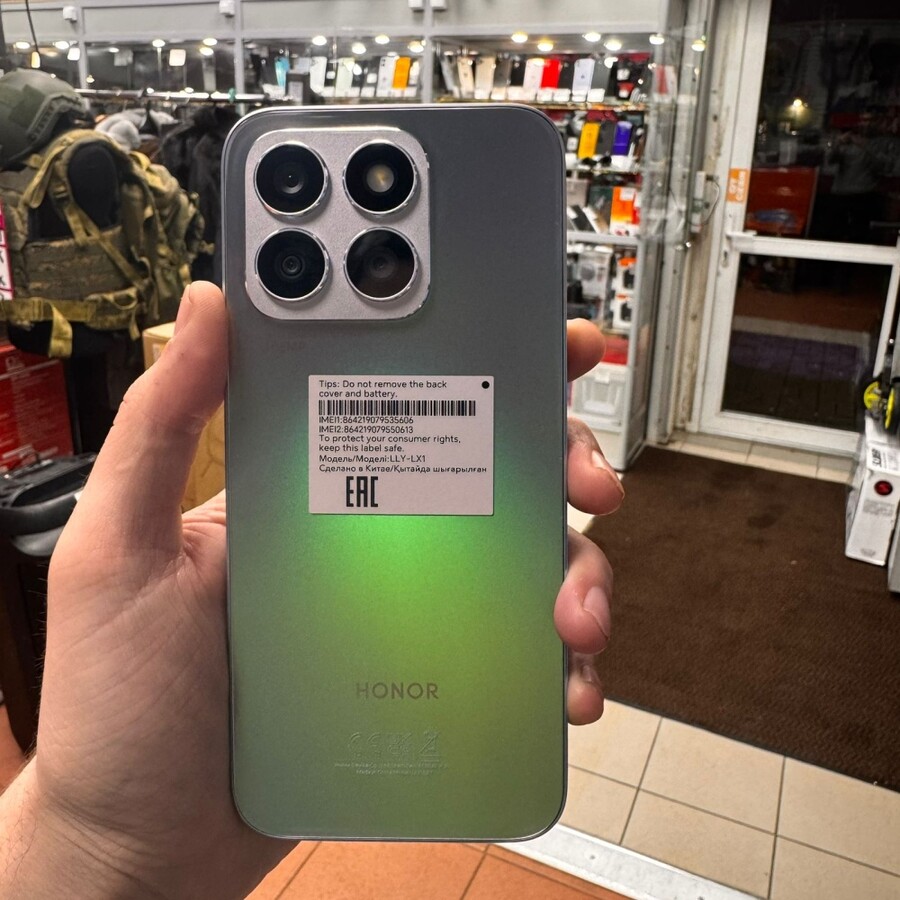 Tips: Do not remove the back
cover and battery.
IMEI1:864219079535606
IMEI2:864219079550613
To protect your consumer rights,
keep this label safe.
Модель/Моделі:LLY-LX1
Сделано в Китае/Қытайда шығарылған
EAC
HONOR